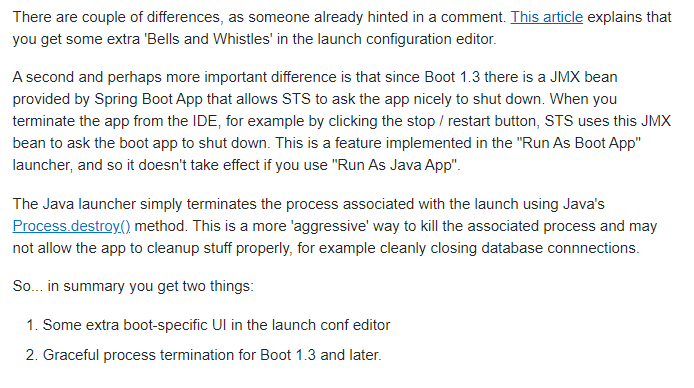 There are couple of differences, as someone already hinted in a comment. This article explains that
you get some extra 'Bells and Whistles' in the launch configuration editor.
A second and perhaps more important difference is that since Boot 1.3 there is a JMX bean
provided by Spring Boot App that allows STS to ask the app nicely to shut down. When you
terminate the app from the IDE, for example by clicking the stop / restart button, STS uses this JMX
bean to ask the boot app to shut down. This is a feature implemented in the "Run As Boot App"
launcher, and so it doesn't take effect if you use "Run As Java App".
The Java launcher simply terminates the process associated with the launch using Java's
Process.destroy() method. This is a more 'aggressive' way to kill the associated process and may
not allow the app to cleanup stuff properly, for example cleanly closing database connnections.
So... in summary you get two things:
1. Some extra boot-specific UI in the launch conf editor
2. Graceful process termination for Boot 1.3 and later.